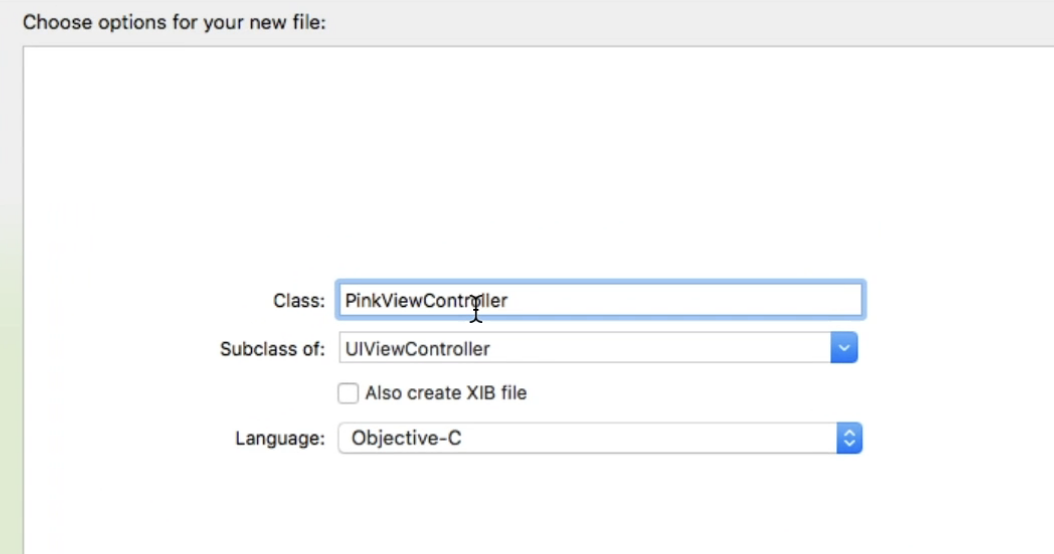 Choose options for your new file:
Class: PinkViewController
Subclass of: UIViewController
Also create XIB file
Language: Objective-C